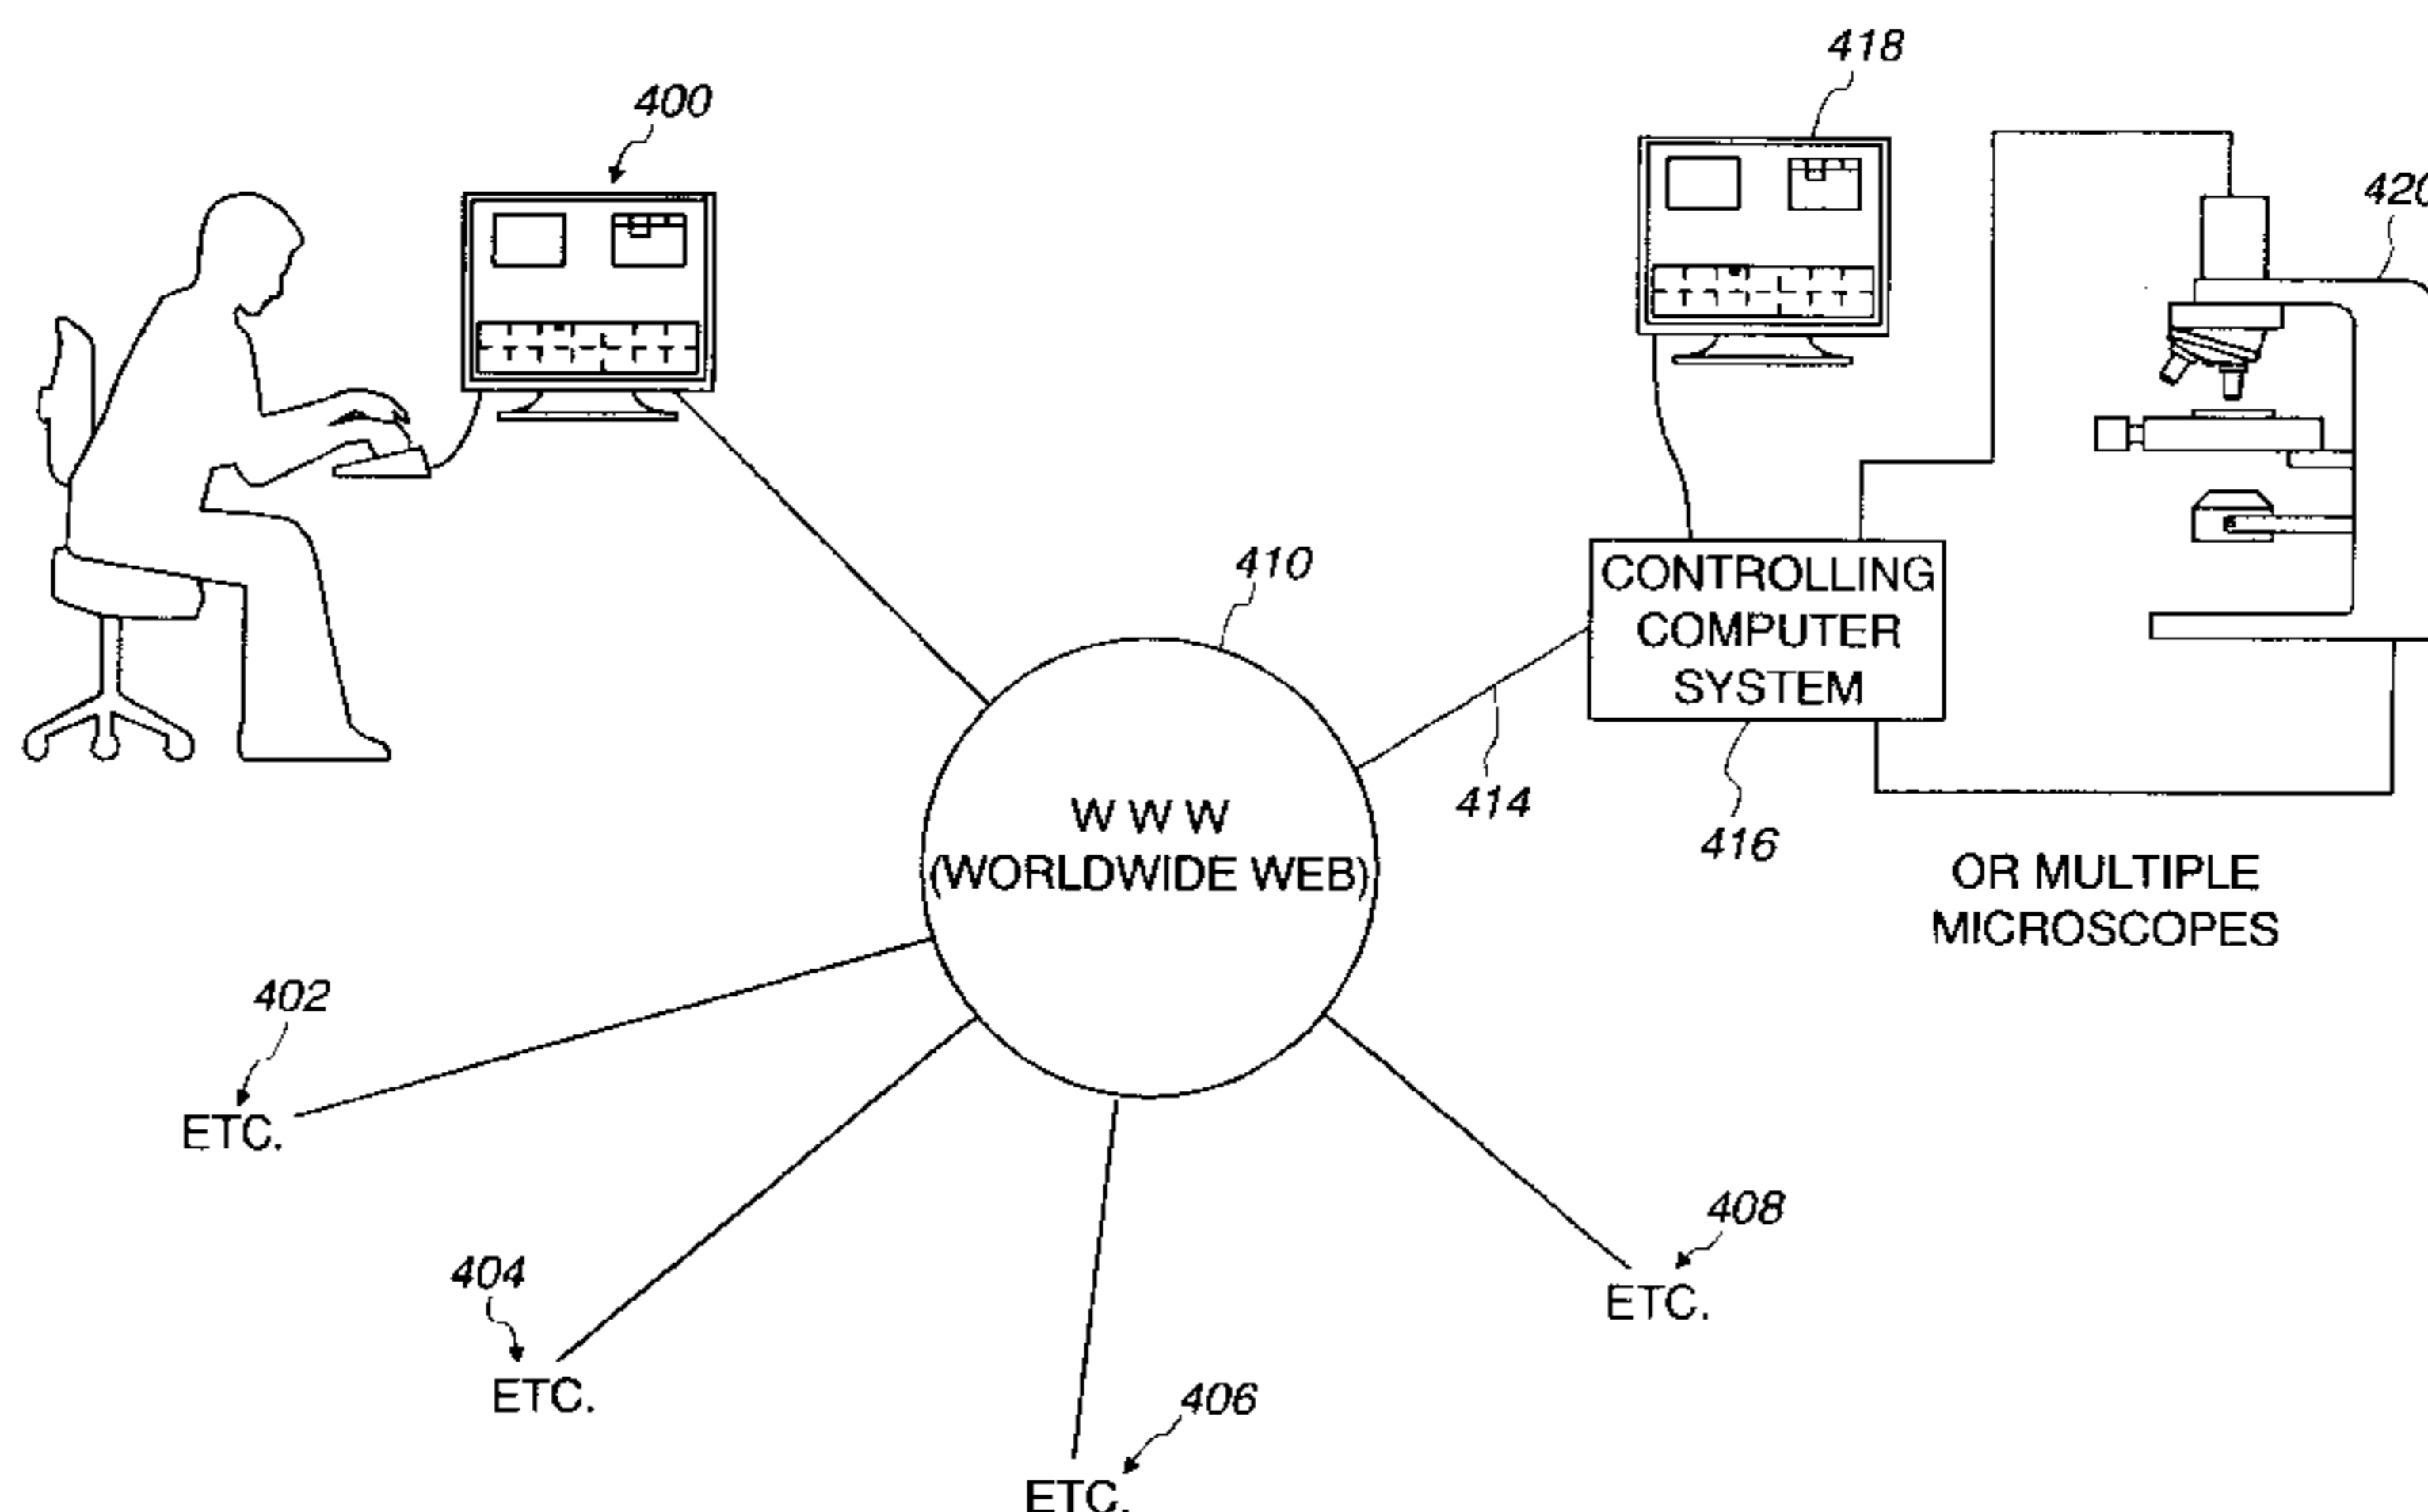 418
400
420
410
CONTROLLING
COMPUTER
SYSTEM
414
416
W W W
(WORLDWIDE WEB)
OR MULTIPLE
MICROSCOPES
402
ETC.
404
ETC.
406
ETC.
408
ETC.